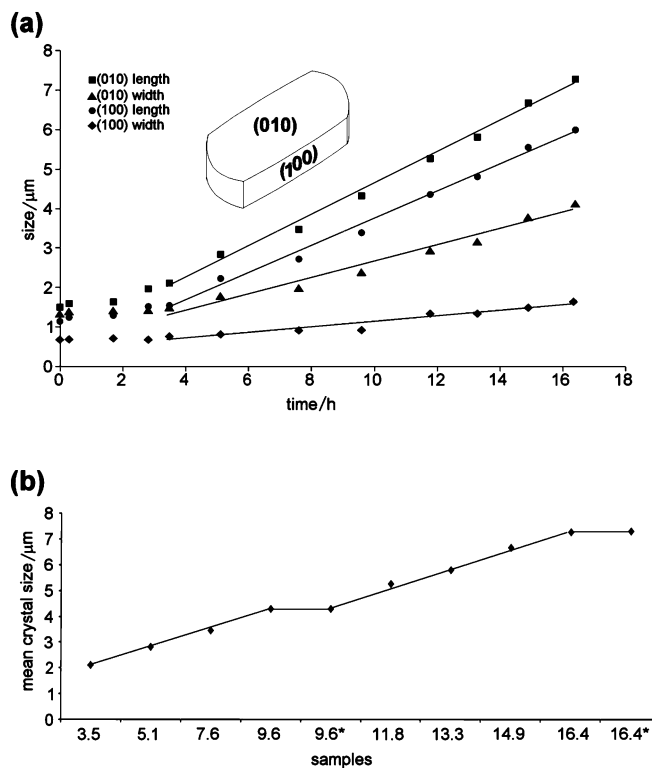 (a)
8
7
6
5
4
3
2
1
0
size/μm
(010) length
(010) width
(100) length
(100) width
(010)
(100)
0 2 4 6 8 10 12 14 16 18
time/h
(b)
8
7
6
5
4
3
2
1
0
mean crystal size/μm
3.5 5.1 7.6 9.6 9.6* 11.8 13.3 14.9 16.4 16.4*
samples